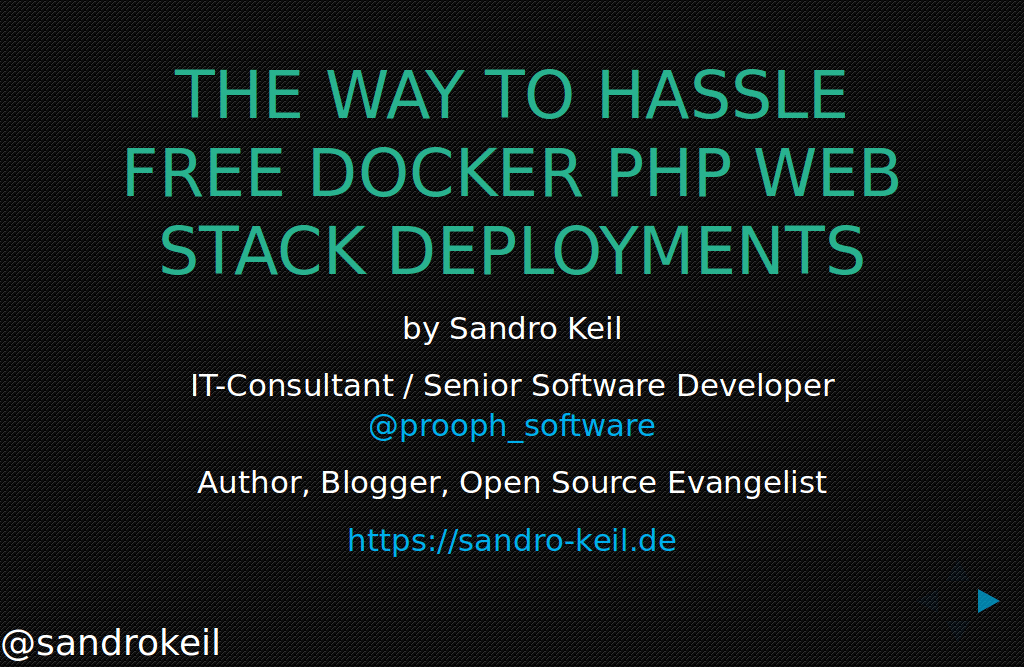 THE WAY TO HASSLE
FREE DOCKER PHP WEB
STACK DEPLOYMENTS
by Sandro Keil
IT-Consultant / Senior Software Developer
@prooph_software
Author, Blogger, Open Source Evangelist
https://sandro-keil.de
@sandrokeil